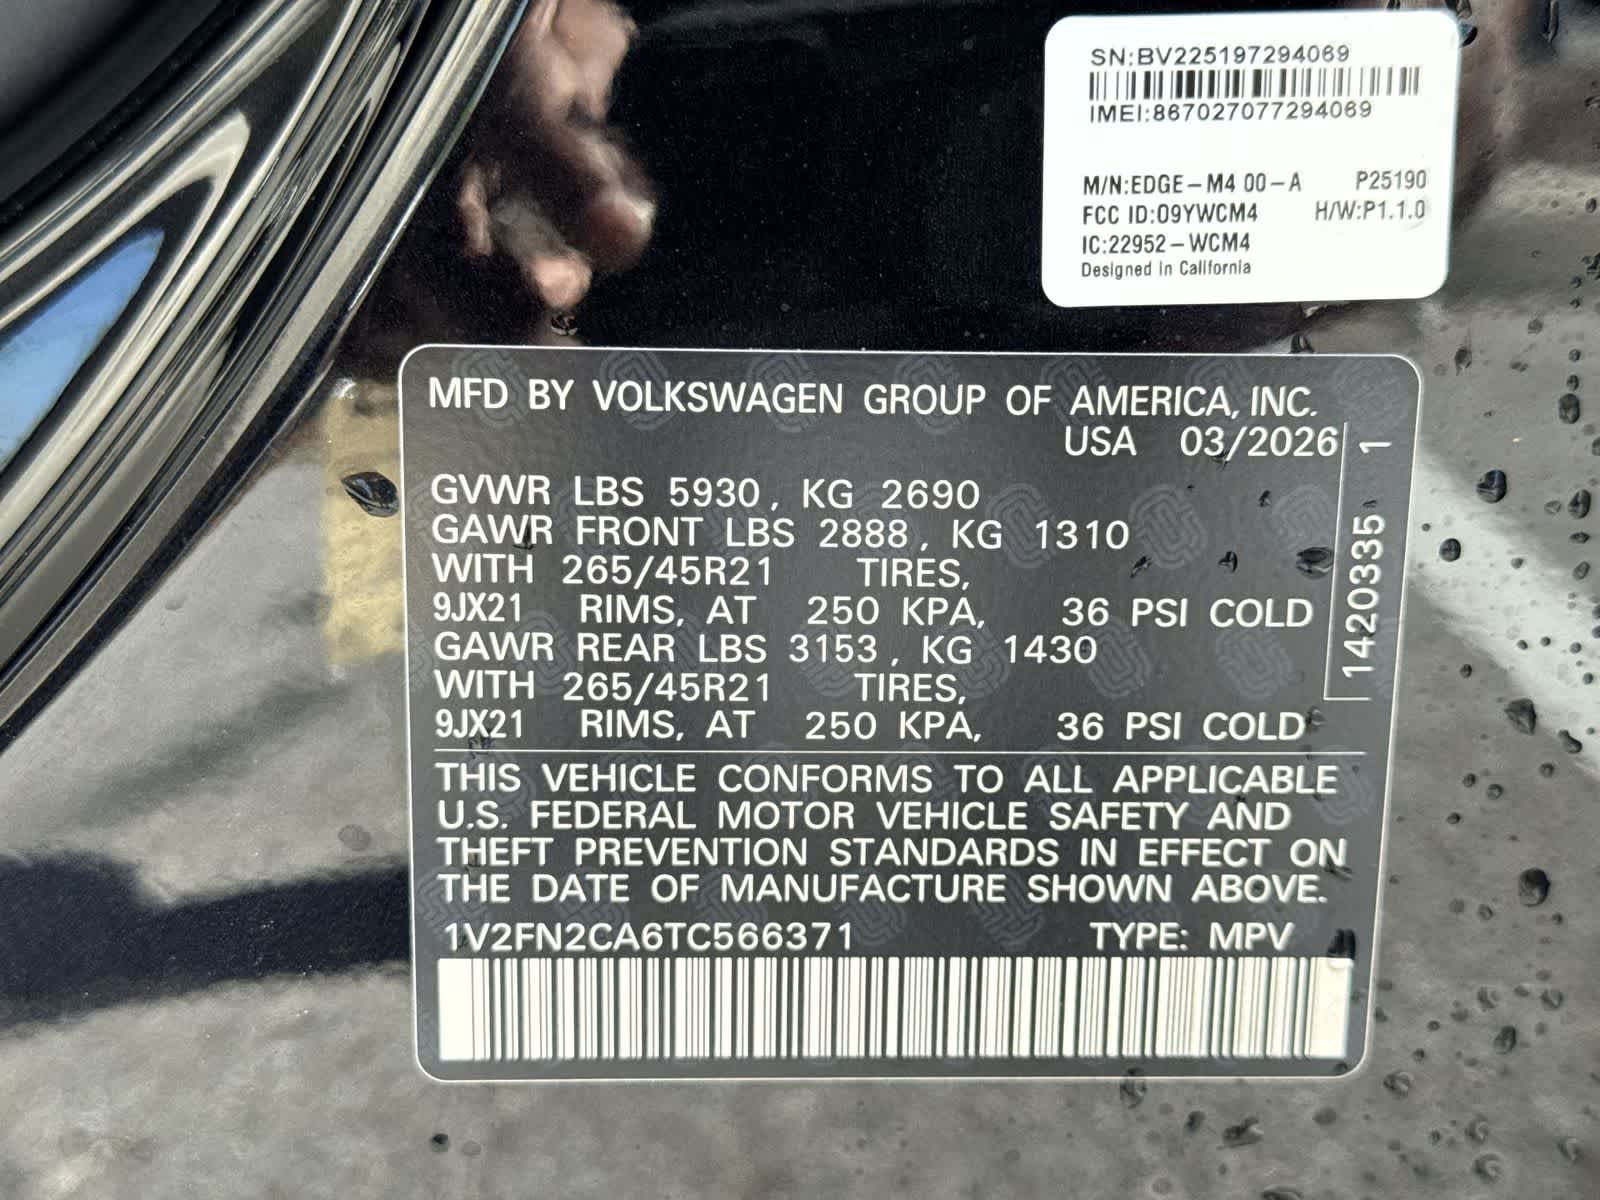 SN:BV225197294069
IMEI:867027077294069
M/N:EDGE-M4 00-A P25190
FCC ID:O9YWCM4 H/W:P1.1.0
IC:22952-WCM4
Designed in California
MFD BY VOLKSWAGEN GROUP OF AMERICA, INC.
USA 03/2026
GVWR LBS 5930, KG 2690
GAWR FRONT LBS 2888, KG 1310
WITH 265/45R21 TIRES,
9JX21 RIMS, AT 250 KPA, 36 PSI COLD
GAWR REAR LBS 3153, KG 1430
WITH 265/45R21 TIRES,
9JX21 RIMS, AT 250 KPA, 36 PSI COLD
1420335 1
THIS VEHICLE CONFORMS TO ALL APPLICABLE
U.S. FEDERAL MOTOR VEHICLE SAFETY AND
THEFT PREVENTION STANDARDS IN EFFECT ON
THE DATE OF MANUFACTURE SHOWN ABOVE.
1V2FN2CA6TC566371 TYPE: MPV